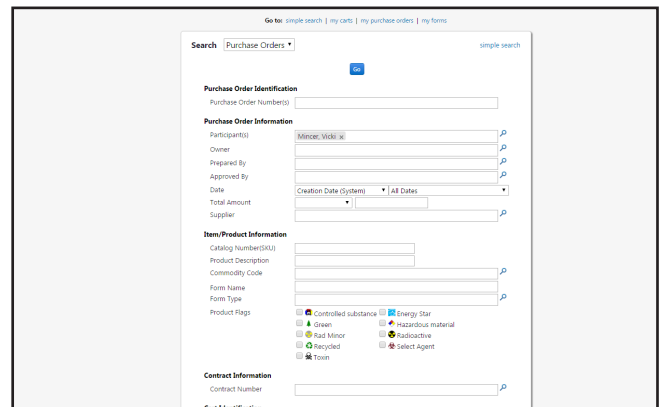 Go to: simple search | my carts | my purchase orders | my forms
Search Purchase Orders simple search
Go
Purchase Order Identification
Purchase Order Number(s)
Purchase Order Information
Participant(s) Mincer, Vicki x
Owner
Prepared By
Approved By
Date Creation Date (System) All Dates
Total Amount
Supplier
Item/Product Information
Catalog Number(SKU)
Product Description
Commodity Code
Form Name
Form Type
Product Flags Controlled substance Energy Star
Green Hazardous material
Rad Minor Radioactive
Recycled Select Agent
Toxin
Contract Information
Contract Number